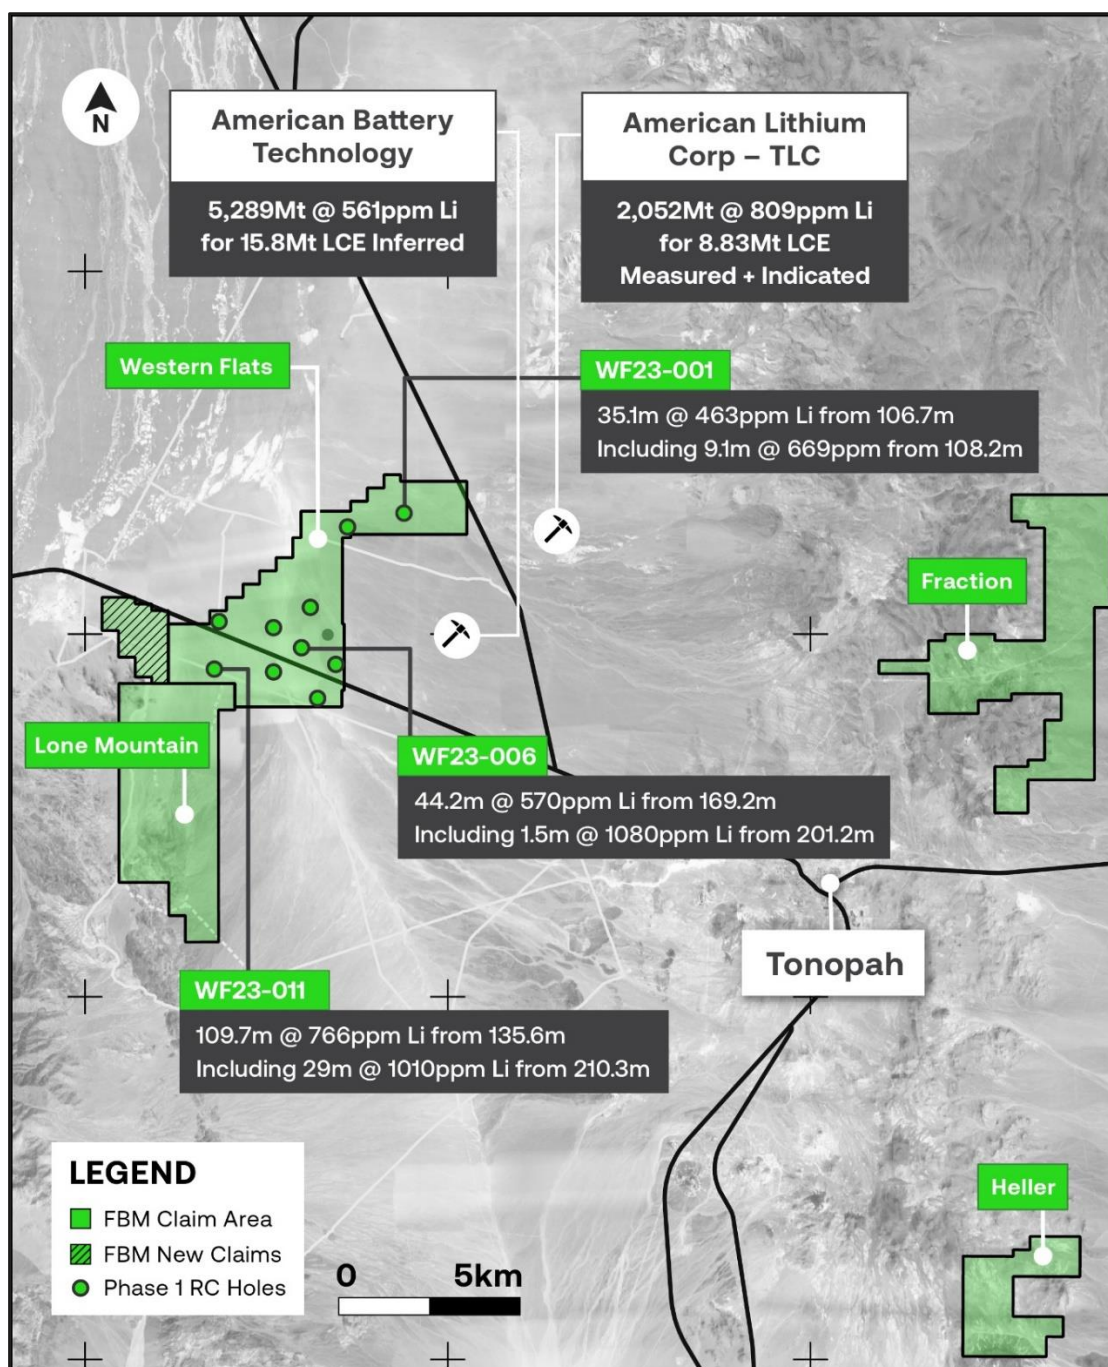 N
American Battery
Technology
5,289Mt @ 561ppm Li
for 15.8Mt LCE Inferred
American Lithium
Corp – TLC
2,052Mt @ 809ppm Li
for 8.83Mt LCE
Measured + Indicated
Western Flats
WF23-001
35.1m @ 463ppm Li from 106.7m
Including 9.1m @ 669ppm from 108.2m
Fraction
Lone Mountain
WF23-006
44.2m @ 570ppm Li from 169.2m
Including 1.5m @ 1080ppm Li from 201.2m
Tonopah
WF23-011
109.7m @ 766ppm Li from 135.6m
Including 29m @ 1010ppm Li from 210.3m
Heller
LEGEND
FBM Claim Area
FBM New Claims
Phase 1 RC Holes
0 5km